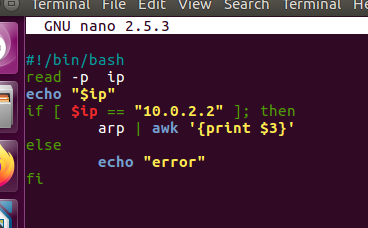 Terminal File Edit View Search Terminal
GNU nano 2.5.3
#!/bin/bash
read -p  ip
echo "$ip"
if [ $ip == "10.0.2.2" ]; then
        arp | awk '{print $3}'
else
        echo "error"
fi